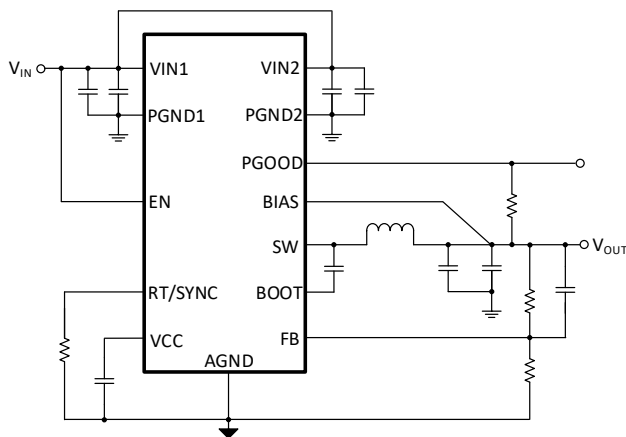 VIN
VIN1
VIN2
PGND1
PGND2
PGOOD
EN
BIAS
SW
VOUT
RT/SYNC
BOOT
VCC
FB
AGND